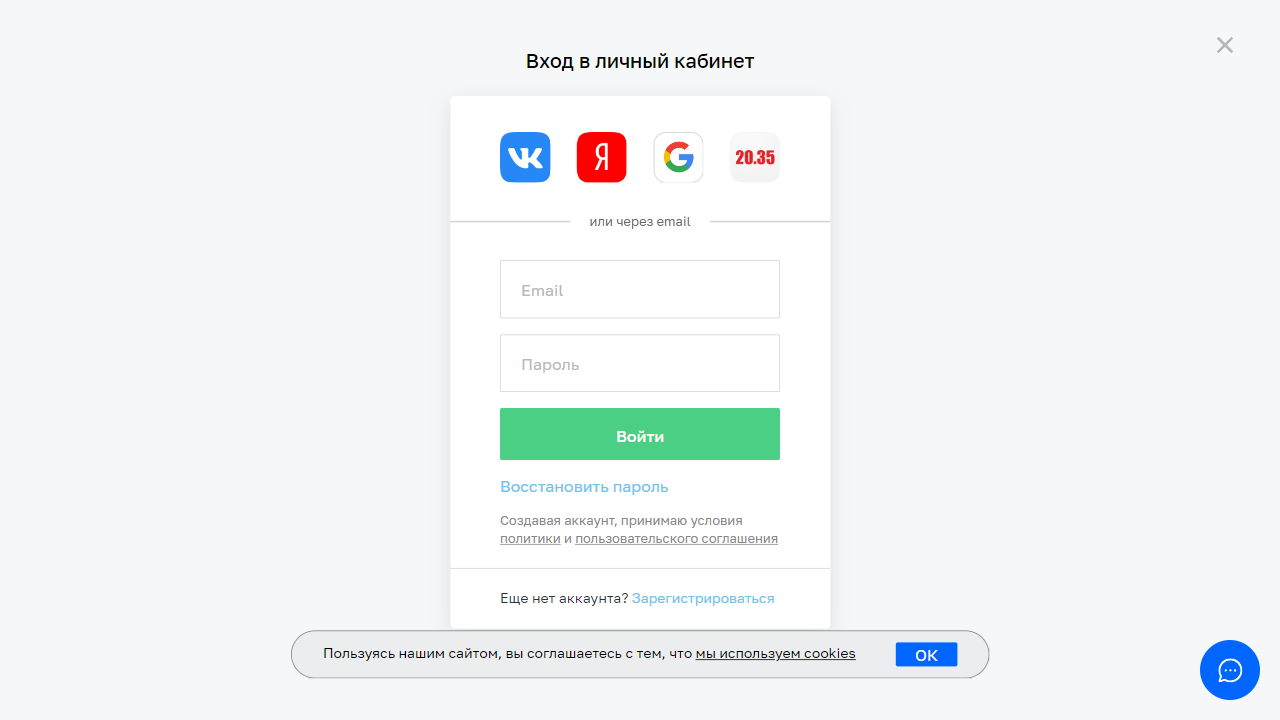 Вход в личный кабинет
20.35
или через email
Email
Пароль
Войти
Восстановить пароль
Создавая аккаунт, принимаю условия
политики и пользовательского соглашения
Еще нет аккаунта? Зарегистрироваться
Пользуясь нашим сайтом, вы соглашаетесь с тем, что мы используем cookies
OK